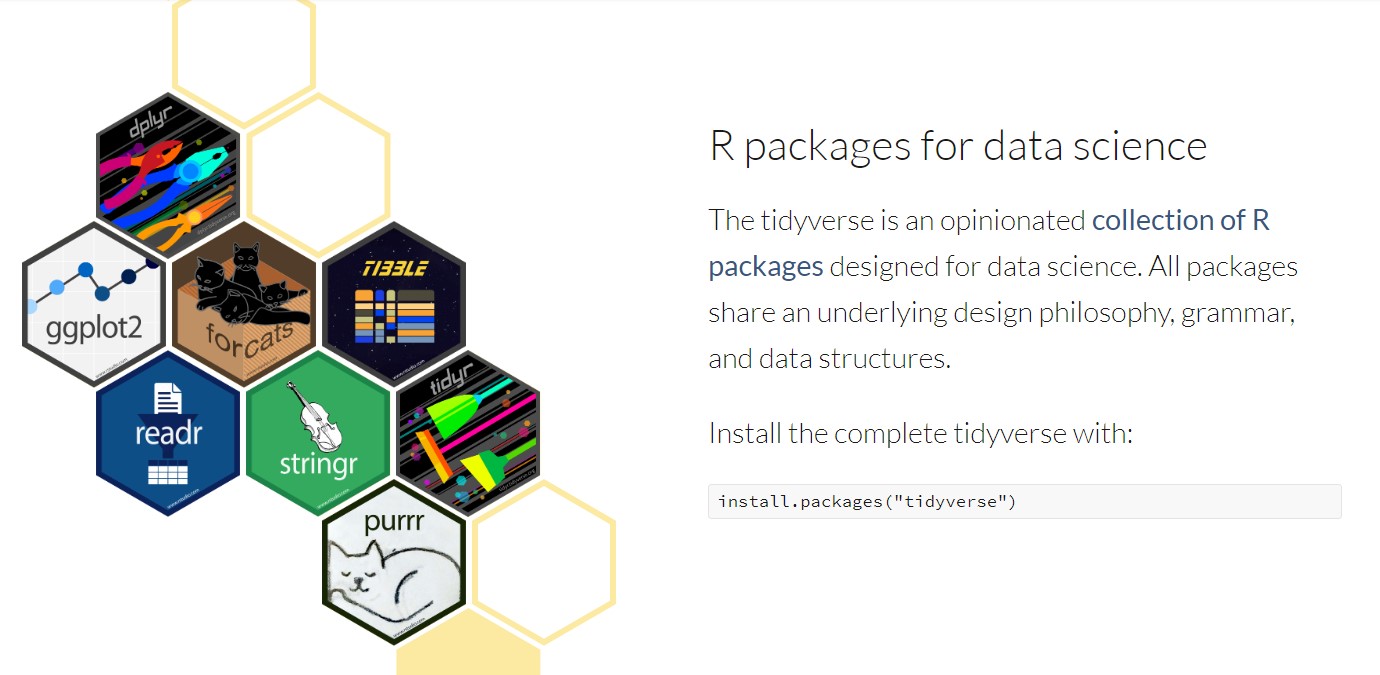 dplyr
ggplot2
forcats
TIBBLE
readr
stringr
tidyr
purrr
R packages for data science
The tidyverse is an opinionated collection of R
packages designed for data science. All packages
share an underlying design philosophy, grammar,
and data structures.
Install the complete tidyverse with:
install.packages("tidyverse")